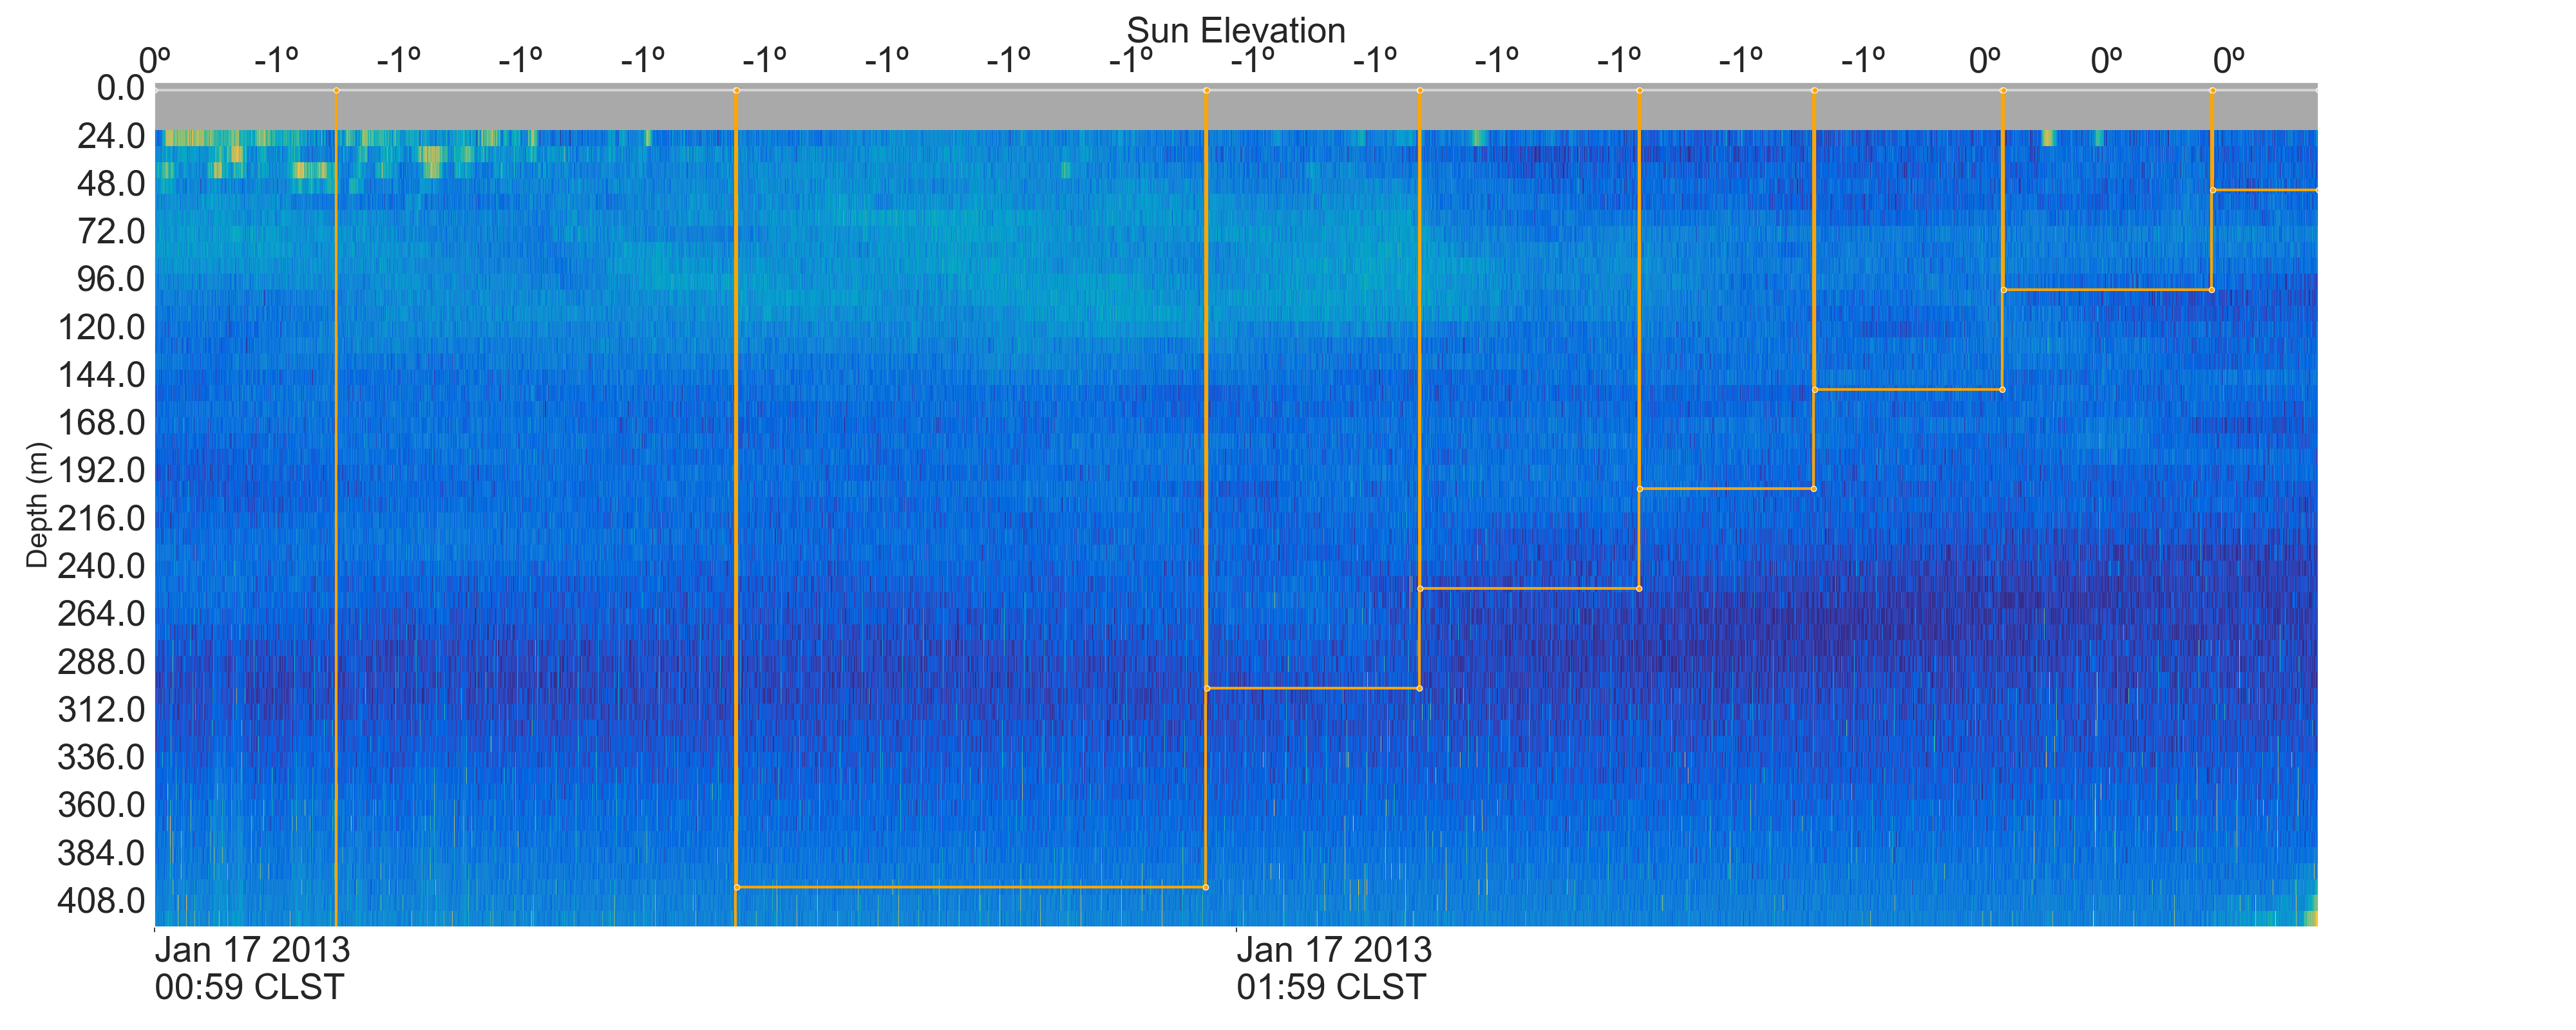 Sun Elevation
0º -1º -1º -1º -1º -1º -1º -1º -1º -1º -1º -1º -1º -1º -1º 0º 0º 0º
0.0
24.0
48.0
72.0
96.0
120.0
144.0
168.0
192.0
216.0
240.0
264.0
288.0
312.0
336.0
360.0
384.0
408.0
Depth (m)
Jan 17 2013
00:59 CLST
Jan 17 2013
01:59 CLST